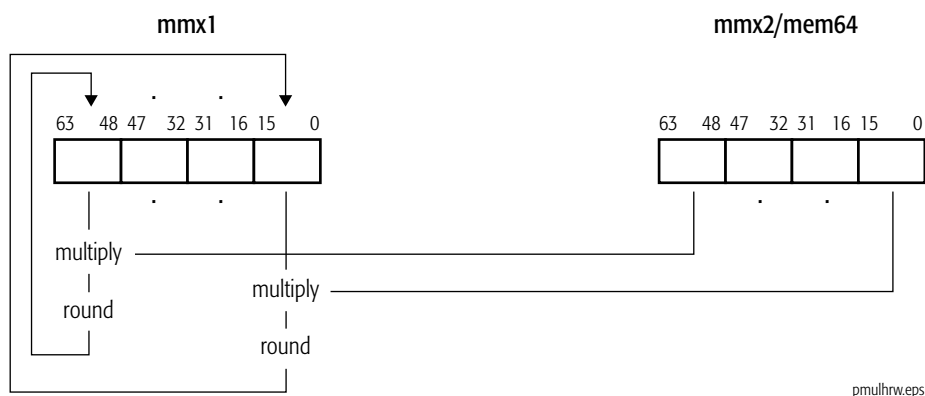 mmx1 mmx2/mem64
. .
63 48 47 32 31 16 15 0 63 48 47 32 31 16 15 0
. . . .
multiply
multiply
round
round
pmulhrw.eps